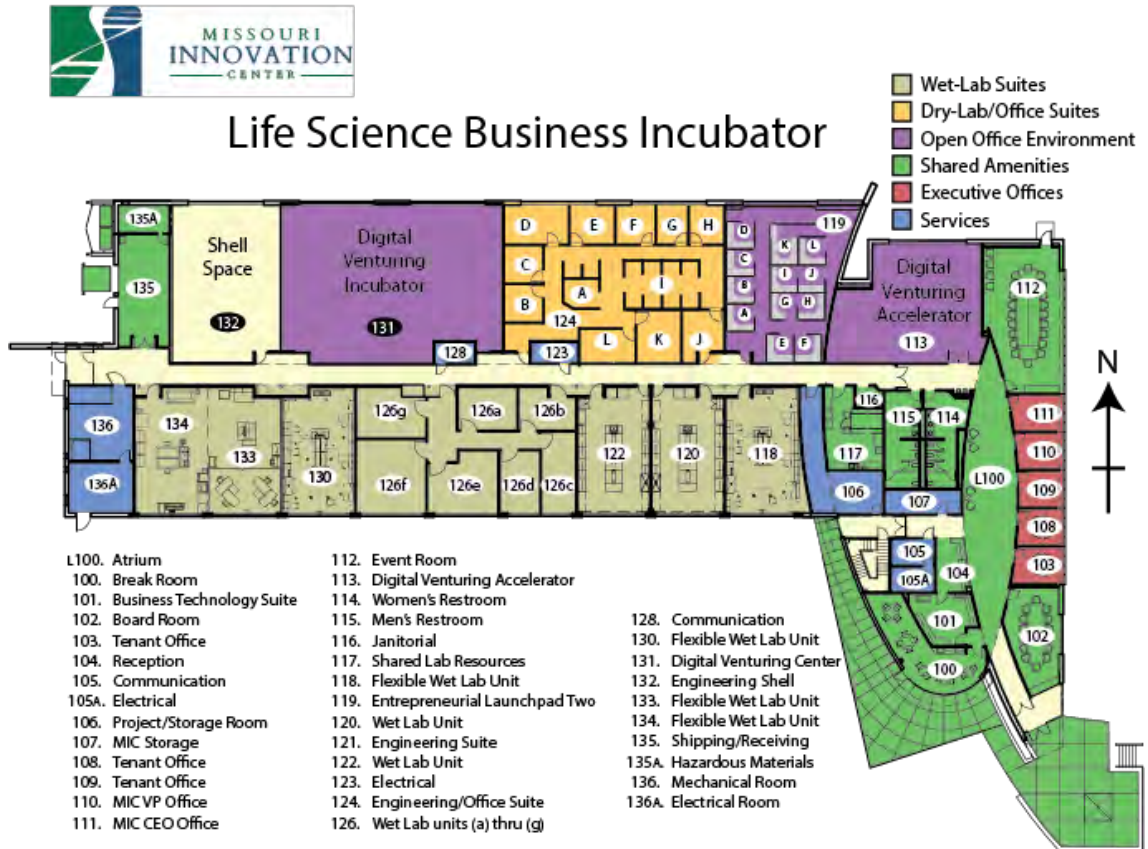 MISSOURI
INNOVATION
CENTER
Life Science Business Incubator
Wet-Lab Suites
Dry-Lab/Office Suites
Open Office Environment
Shared Amenities
Executive Offices
Services
135A
135
Shell
Space
132
Digital
Venturing
Incubator
131
128
D
E
F
G
H
C
B
A
I
124
L
K
J
123
119
D
C
B
A
K
L
I
J
G
H
E
F
Digital
Venturing
Accelerator
113
112
N
136
136A
134
133
130
126g
126a
126b
126f
126e
126d
126c
122
120
118
116
117
115
114
106
107
L100
111
110
109
108
103
105
105A
104
101
100
102
L100. Atrium
100. Break Room
101. Business Technology Suite
102. Board Room
103. Tenant Office
104. Reception
105. Communication
105A. Electrical
106. Project/Storage Room
107. MIC Storage
108. Tenant Office
109. Tenant Office
110. MIC VP Office
111. MIC CEO Office
112. Event Room
113. Digital Venturing Accelerator
114. Women's Restroom
115. Men's Restroom
116. Janitorial
117. Shared Lab Resources
118. Flexible Wet Lab Unit
119. Entrepreneurial Launchpad Two
120. Wet Lab Unit
121. Engineering Suite
122. Wet Lab Unit
123. Electrical
124. Engineering/Office Suite
126. Wet Lab units (a) thru (g)
128. Communication
130. Flexible Wet Lab Unit
131. Digital Venturing Center
132. Engineering Shell
133. Flexible Wet Lab Unit
134. Flexible Wet Lab Unit
135. Shipping/Receiving
135A. Hazardous Materials
136. Mechanical Room
136A. Electrical Room